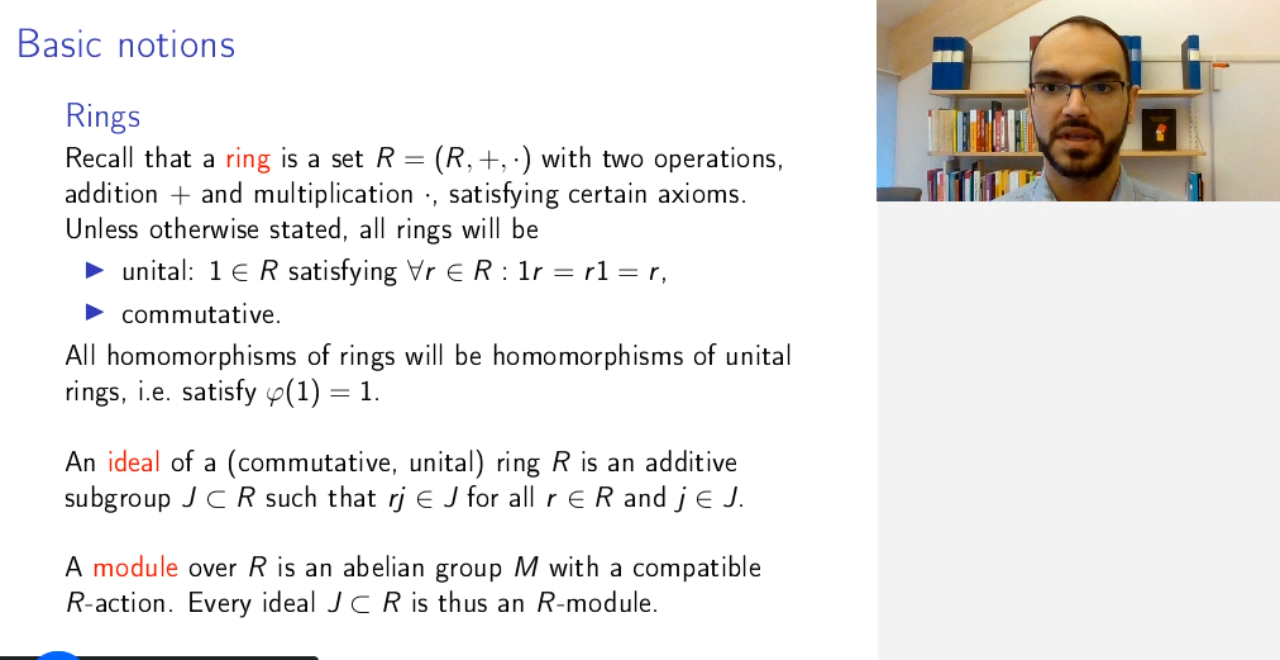 Basic notions
Rings
Recall that a ring is a set R = (R, +, ·) with two operations,
addition + and multiplication ·, satisfying certain axioms.
Unless otherwise stated, all rings will be
▶ unital: 1 ∈ R satisfying ∀r ∈ R : 1r = r1 = r,
▶ commutative.
All homomorphisms of rings will be homomorphisms of unital
rings, i.e. satisfy φ(1) = 1.
An ideal of a (commutative, unital) ring R is an additive
subgroup J ⊂ R such that rj ∈ J for all r ∈ R and j ∈ J.
A module over R is an abelian group M with a compatible
R-action. Every ideal J ⊂ R is thus an R-module.